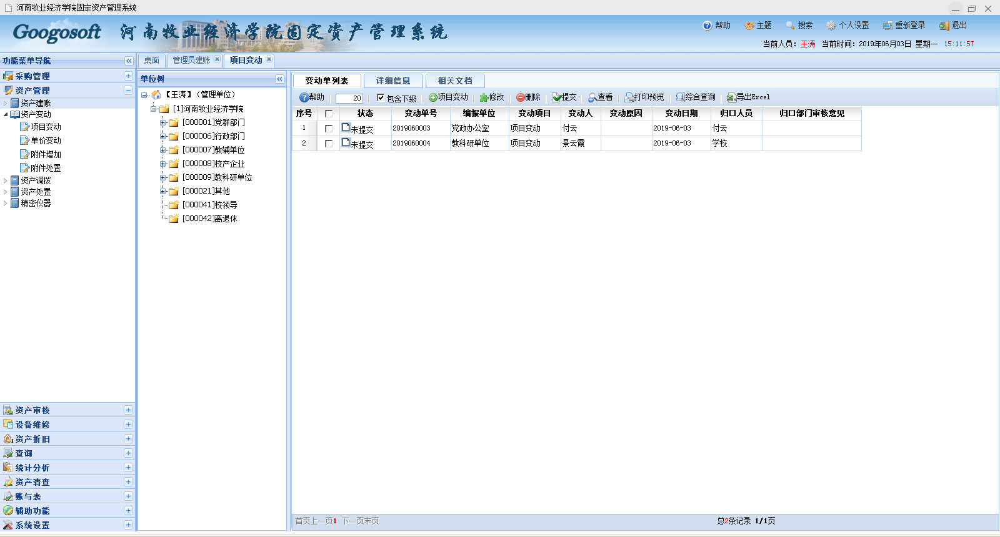 河南牧业经济学院固定资产管理系统
Googosoft 河南牧业经济学院固定资产管理系统
帮助 主题 搜索 个人设置 重新登录 退出
当前人员：王涛 当前时间：2019年06月03日 星期一 15:11:57
功能菜单导航
采购管理
资产管理
资产建账
资产变动
项目变动
单价变动
附件增加
附件处置
资产调拨
资产处置
精密仪器
资产审核
设备维修
资产折旧
查询
统计分析
资产清查
账与表
辅助功能
系统设置
桌面 管理员建账 项目变动
单位树
【王涛】（管理单位）
[1]河南牧业经济学院
[000001]党群部门
[000006]行政部门
[000007]教辅单位
[000008]校产企业
[000009]教科研单位
[000021]其他
[000041]校领导
[000042]离退休
变动单列表 详细信息 相关文档
帮助 20 包含下级 项目变动 修改 删除 提交 查看 打印预览 综合查询 导出Excel
序号 状态 变动单号 编报单位 变动项目 变动人 变动原因 变动日期 归口人员 归口部门审核意见
1 未提交 2019060003 党政办公室 项目变动 付云 2019-06-03 付云
2 未提交 2019060004 教科研单位 项目变动 景云霞 2019-06-03 学校
首页上一页1 下一页末页 总2条记录 1/1页